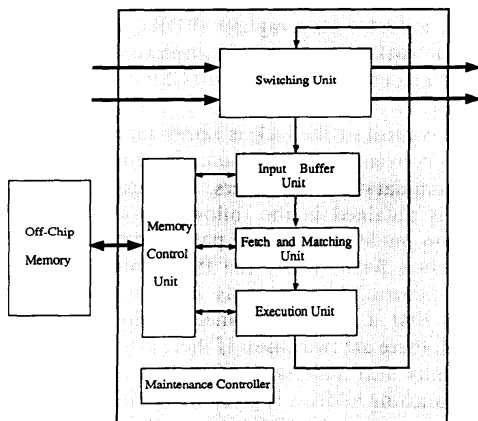 Switching Unit
Input Buffer
Unit
Off-Chip
Memory
Memory
Control
Unit
Fetch and Matching
Unit
Execution Unit
Maintenance Controller